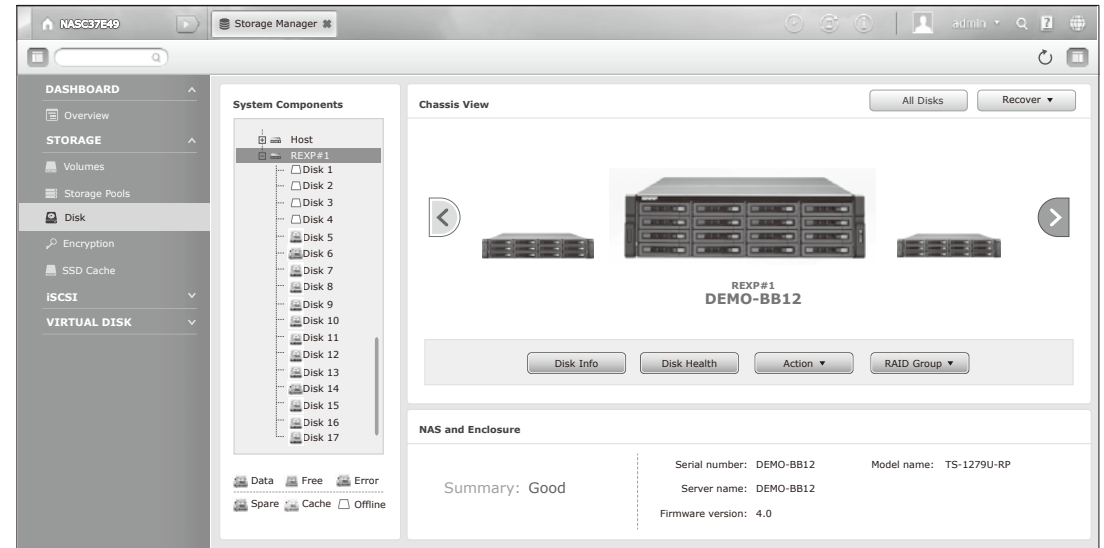 NASC37E49
Storage Manager
admin
DASHBOARD
Overview
STORAGE
Volumes
Storage Pools
Disk
Encryption
SSD Cache
iSCSI
VIRTUAL DISK
System Components
Host
REXP#1
Disk 1
Disk 2
Disk 3
Disk 4
Disk 5
Disk 6
Disk 7
Disk 8
Disk 9
Disk 10
Disk 11
Disk 12
Disk 13
Disk 14
Disk 15
Disk 16
Disk 17
Data Free Error
Spare Cache Offline
Chassis View
All Disks Recover
REXP#1
DEMO-BB12
Disk Info Disk Health Action RAID Group
NAS and Enclosure
Summary: Good
Serial number: DEMO-BB12 Model name: TS-1279U-RP
Server name: DEMO-BB12
Firmware version: 4.0